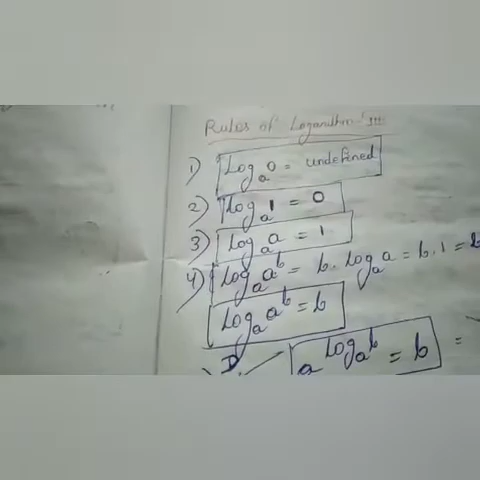 Rules of Logarithm:-
1) log_a 0 = undefined
2) log_a 1 = 0
3) log_a a = 1
4) log_a a^b = b. log_a a = b.1 = b
log_a a^b = b
a^(log_a b) = b =